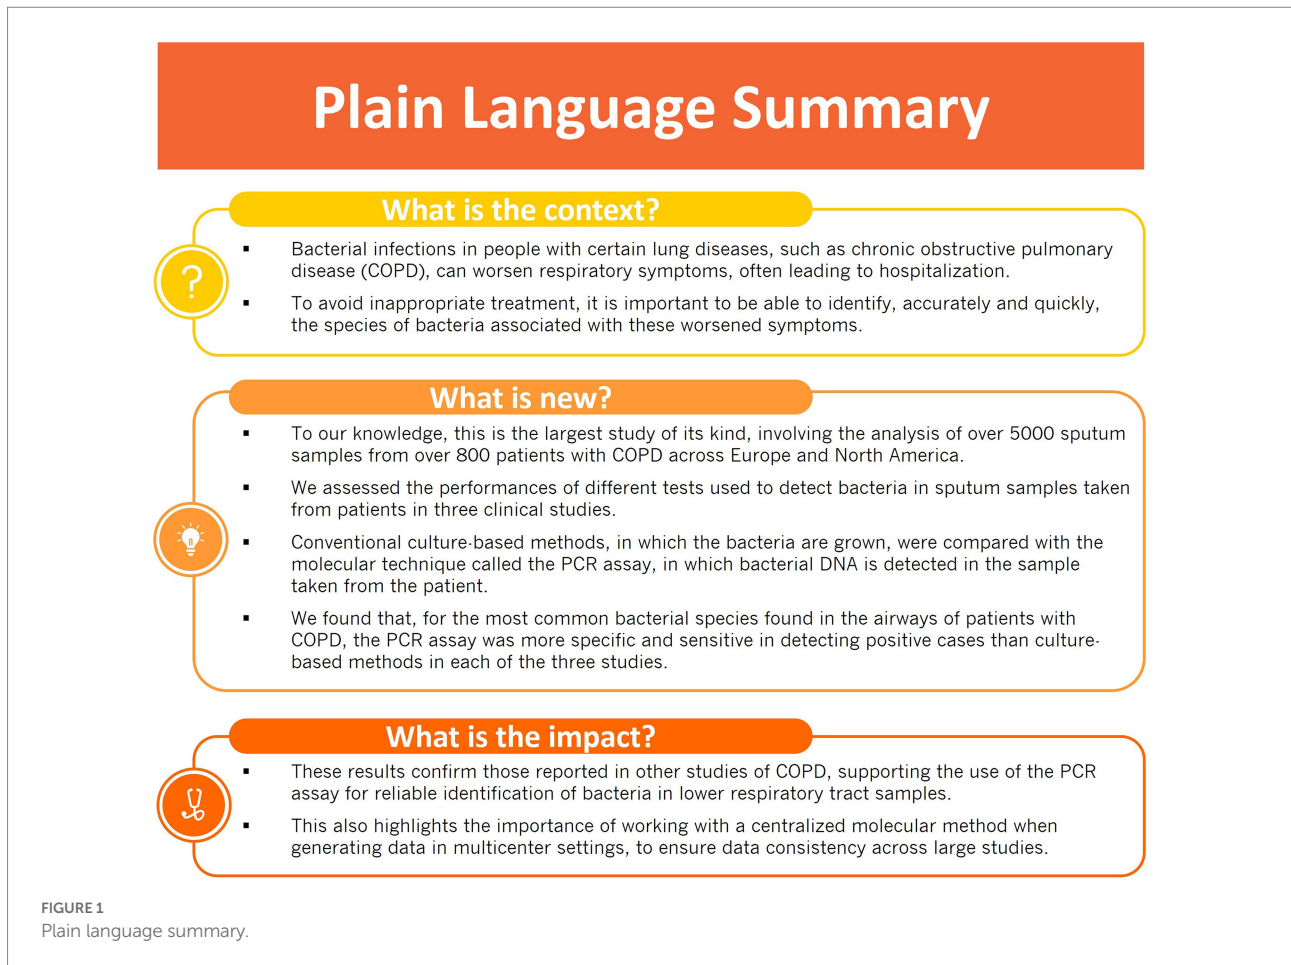 Plain Language Summary
What is the context?
▪ Bacterial infections in people with certain lung diseases, such as chronic obstructive pulmonary
disease (COPD), can worsen respiratory symptoms, often leading to hospitalization.
▪ To avoid inappropriate treatment, it is important to be able to identify, accurately and quickly,
the species of bacteria associated with these worsened symptoms.
What is new?
▪ To our knowledge, this is the largest study of its kind, involving the analysis of over 5000 sputum
samples from over 800 patients with COPD across Europe and North America.
▪ We assessed the performances of different tests used to detect bacteria in sputum samples taken
from patients in three clinical studies.
▪ Conventional culture-based methods, in which the bacteria are grown, were compared with the
molecular technique called the PCR assay, in which bacterial DNA is detected in the sample
taken from the patient.
▪ We found that, for the most common bacterial species found in the airways of patients with
COPD, the PCR assay was more specific and sensitive in detecting positive cases than culture-
based methods in each of the three studies.
What is the impact?
▪ These results confirm those reported in other studies of COPD, supporting the use of the PCR
assay for reliable identification of bacteria in lower respiratory tract samples.
▪ This also highlights the importance of working with a centralized molecular method when
generating data in multicenter settings, to ensure data consistency across large studies.
FIGURE 1
Plain language summary.